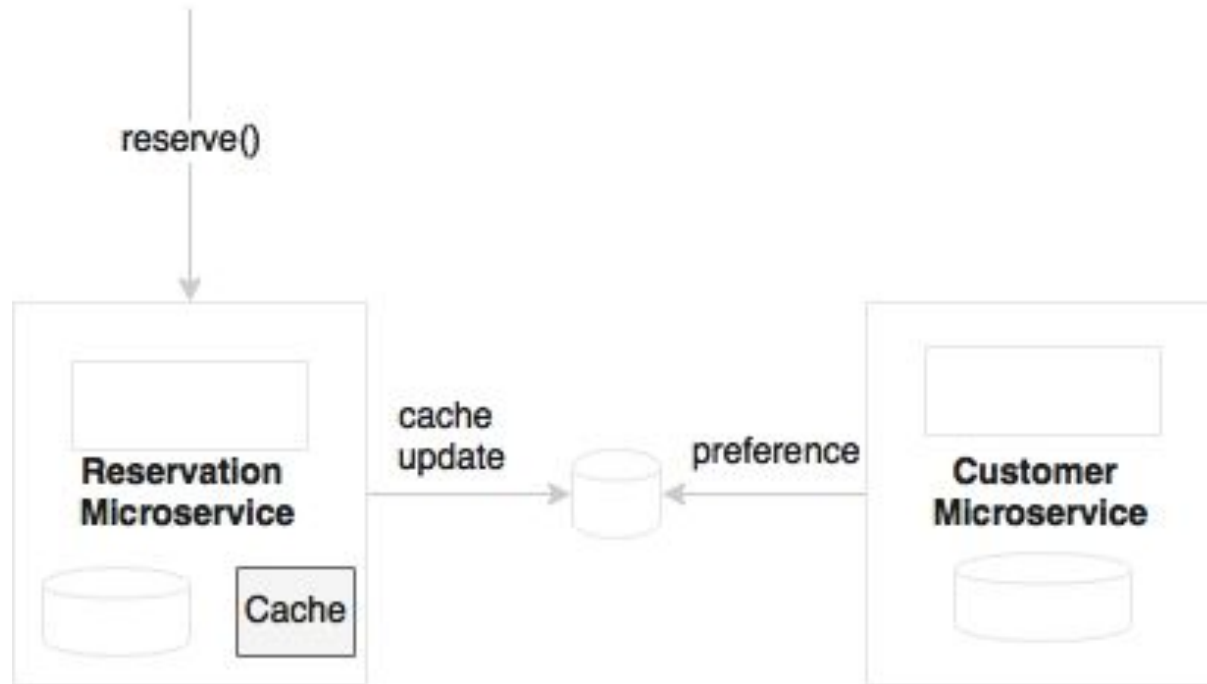 reserve()
cache
update
preference
Reservation
Microservice
Customer
Microservice
Cache